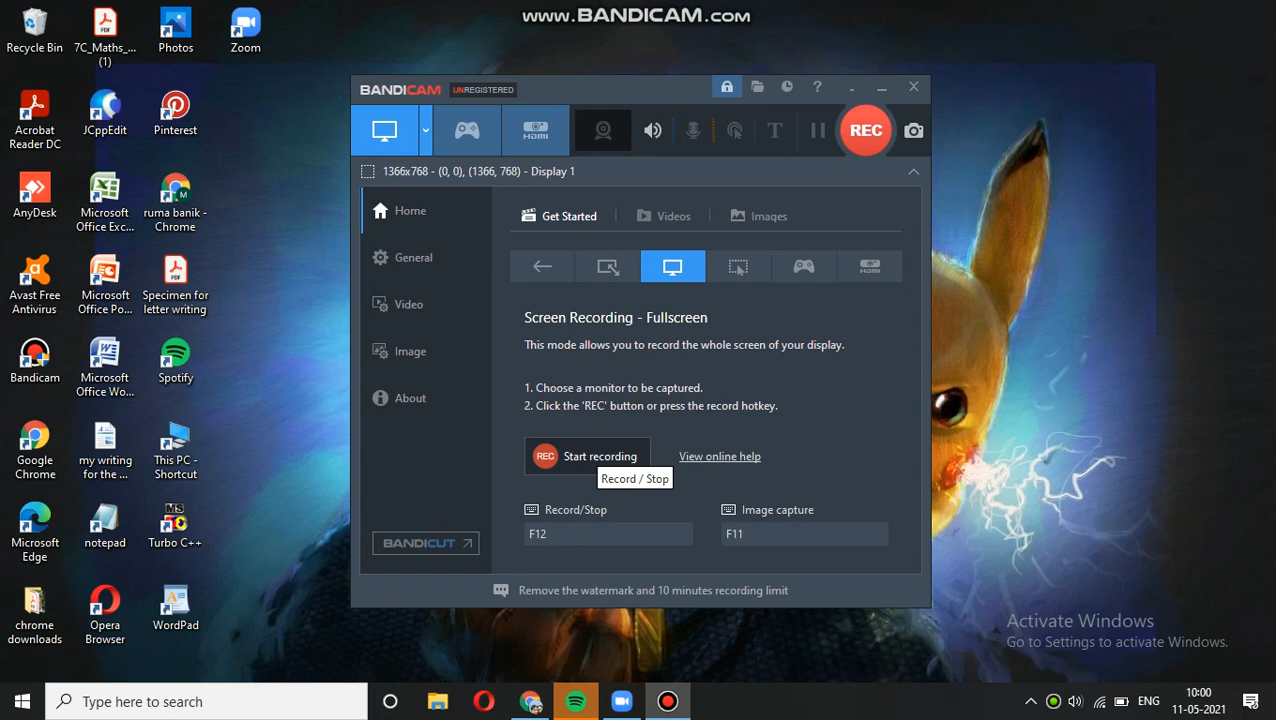 www.BANDICAM.com
Recycle Bin
7C_Maths_...
(1)
Photos
Zoom
Acrobat
Reader DC
JCppEdit
Pinterest
AnyDesk
Microsoft
Office Exc...
ruma banik -
Chrome
Avast Free
Antivirus
Microsoft
Office Po...
Specimen for
letter writing
Bandicam
Microsoft
Office Wo...
Spotify
Google
Chrome
my writing
for the ...
This PC -
Shortcut
Microsoft
Edge
notepad
Turbo C++
chrome
downloads
Opera
Browser
WordPad
BANDICAM UNREGISTERED
HDMI
REC
1366x768 - (0, 0), (1366, 768) - Display 1
Home
General
Video
Image
About
BANDICUT
Get Started
Videos
Images
HDMI
Screen Recording - Fullscreen
This mode allows you to record the whole screen of your display.
1. Choose a monitor to be captured.
2. Click the 'REC' button or press the record hotkey.
REC Start recording
View online help
Record / Stop
Record/Stop
Image capture
F12
F11
Remove the watermark and 10 minutes recording limit
Activate Windows
Go to Settings to activate Windows.
Type here to search
ENG
10:00
11-05-2021